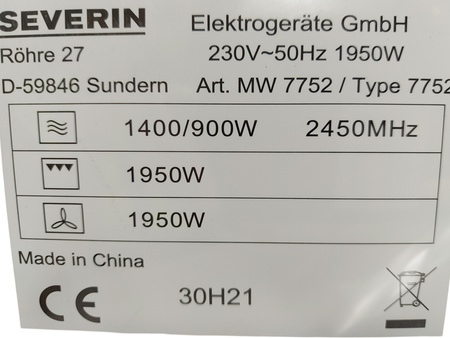 SEVERIN Elektrogeräte GmbH
Röhre 27 230V~50Hz 1950W
D-59846 Sundern Art. MW 7752 / Type 7752
1400/900W 2450MHz
1950W
1950W
Made in China
CE 30H21